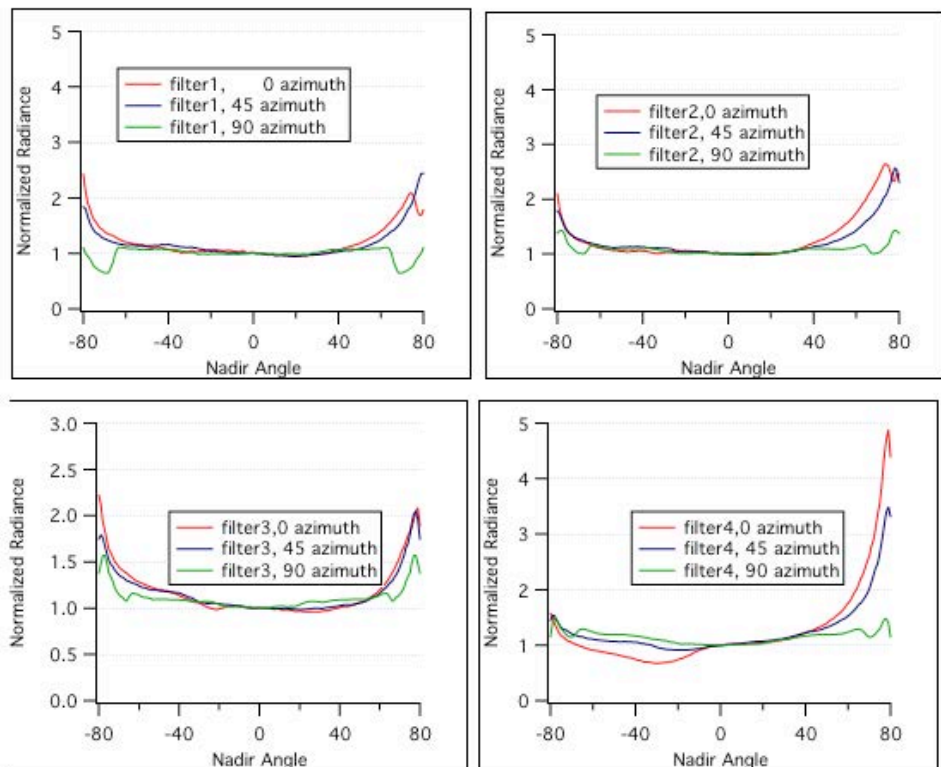 5
4
3
2
1
0
Normalized Radiance
filter1, 0 azimuth
filter1, 45 azimuth
filter1, 90 azimuth
-80 -40 0 40 80
Nadir Angle
5
4
3
2
1
0
Normalized Radiance
filter2,0 azimuth
filter2, 45 azimuth
filter2, 90 azimuth
-80 -40 0 40 80
Nadir Angle
3.0
2.5
2.0
1.5
1.0
0.5
0.0
Normalized Radiance
filter3,0 azimuth
filter3, 45 azimuth
filter3, 90 azimuth
-80 -40 0 40 80
Nadir Angle
5
4
3
2
1
0
Normalized Radiance
filter4,0 azimuth
filter4, 45 azimuth
filter4, 90 azimuth
-80 -40 0 40 80
Nadir Angle